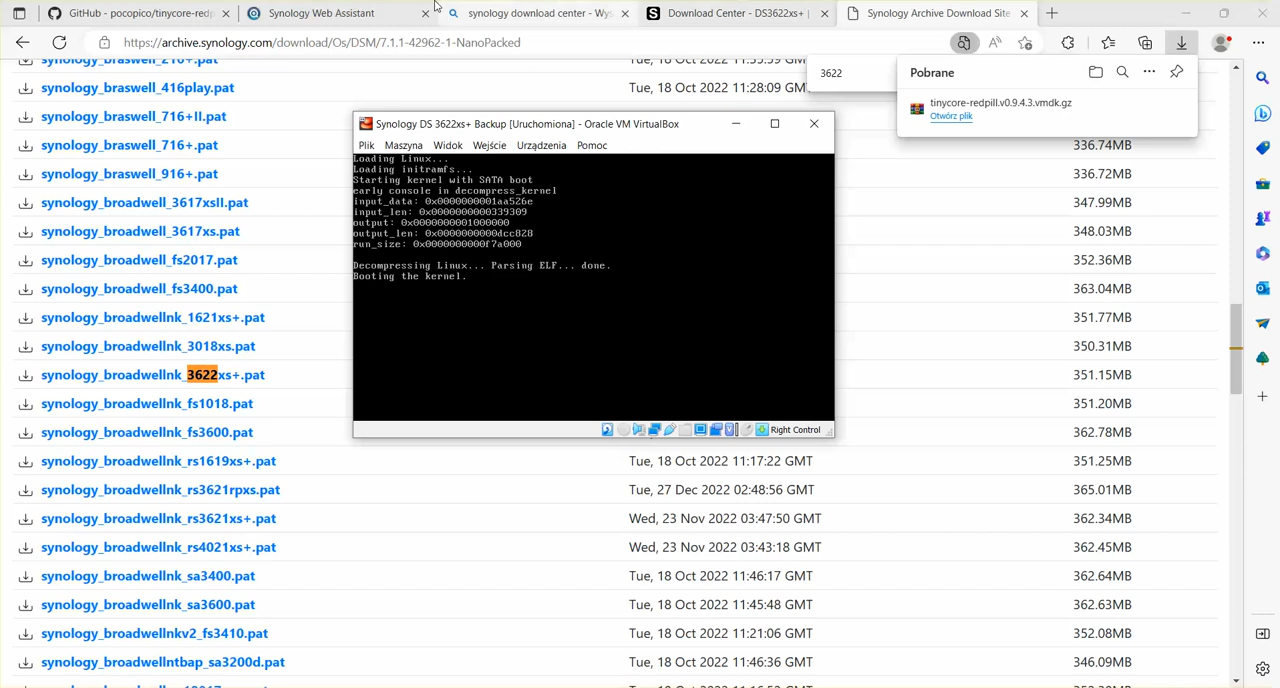 GitHub - pocopico/tinycore-redp
Synology Web Assistant
synology download center - Wys
Download Center - DS3622xs+ |
Synology Archive Download Site
https://archive.synology.com/download/Os/DSM/7.1.1-42962-1-NanoPacked
3622
Pobrane
tinycore-redpill.v0.9.4.3.vmdk.gz
Otwórz plik
synology_braswell_216+.pat
synology_braswell_416play.pat Tue, 18 Oct 2022 11:28:09 GM
synology_braswell_716+II.pat
synology_braswell_716+.pat 336.74MB
synology_braswell_916+.pat 336.72MB
synology_broadwell_3617xsII.pat 347.99MB
synology_broadwell_3617xs.pat 348.03MB
synology_broadwell_fs2017.pat 352.36MB
synology_broadwell_fs3400.pat 363.04MB
synology_broadwellnk_1621xs+.pat 351.77MB
synology_broadwellnk_3018xs.pat 350.31MB
synology_broadwellnk_3622xs+.pat 351.15MB
synology_broadwellnk_fs1018.pat 351.20MB
synology_broadwellnk_fs3600.pat 362.78MB
synology_broadwellnk_rs1619xs+.pat Tue, 18 Oct 2022 11:17:22 GMT 351.25MB
synology_broadwellnk_rs3621rpxs.pat Tue, 27 Dec 2022 02:48:56 GMT 365.01MB
synology_broadwellnk_rs3621xs+.pat Wed, 23 Nov 2022 03:47:50 GMT 362.34MB
synology_broadwellnk_rs4021xs+.pat Wed, 23 Nov 2022 03:43:18 GMT 362.45MB
synology_broadwellnk_sa3400.pat Tue, 18 Oct 2022 11:46:17 GMT 362.64MB
synology_broadwellnk_sa3600.pat Tue, 18 Oct 2022 11:45:48 GMT 362.63MB
synology_broadwellnkv2_fs3410.pat Tue, 18 Oct 2022 11:21:06 GMT 352.08MB
synology_broadwellntbap_sa3200d.pat Tue, 18 Oct 2022 11:46:36 GMT 346.09MB
Synology DS 3622xs+ Backup [Uruchomiona] - Oracle VM VirtualBox
Plik Maszyna Widok Wejście Urządzenia Pomoc
Loading Linux...
Loading initramfs...
Starting kernel with SATA boot
early console in decompress_kernel
input_data: 0x0000000001aa526e
input_len: 0x0000000000339309
output: 0x0000000001000000
output_len: 0x0000000000dcc828
run_size: 0x0000000000f7a000
Decompressing Linux... Parsing ELF... done.
Booting the kernel.
Right Control